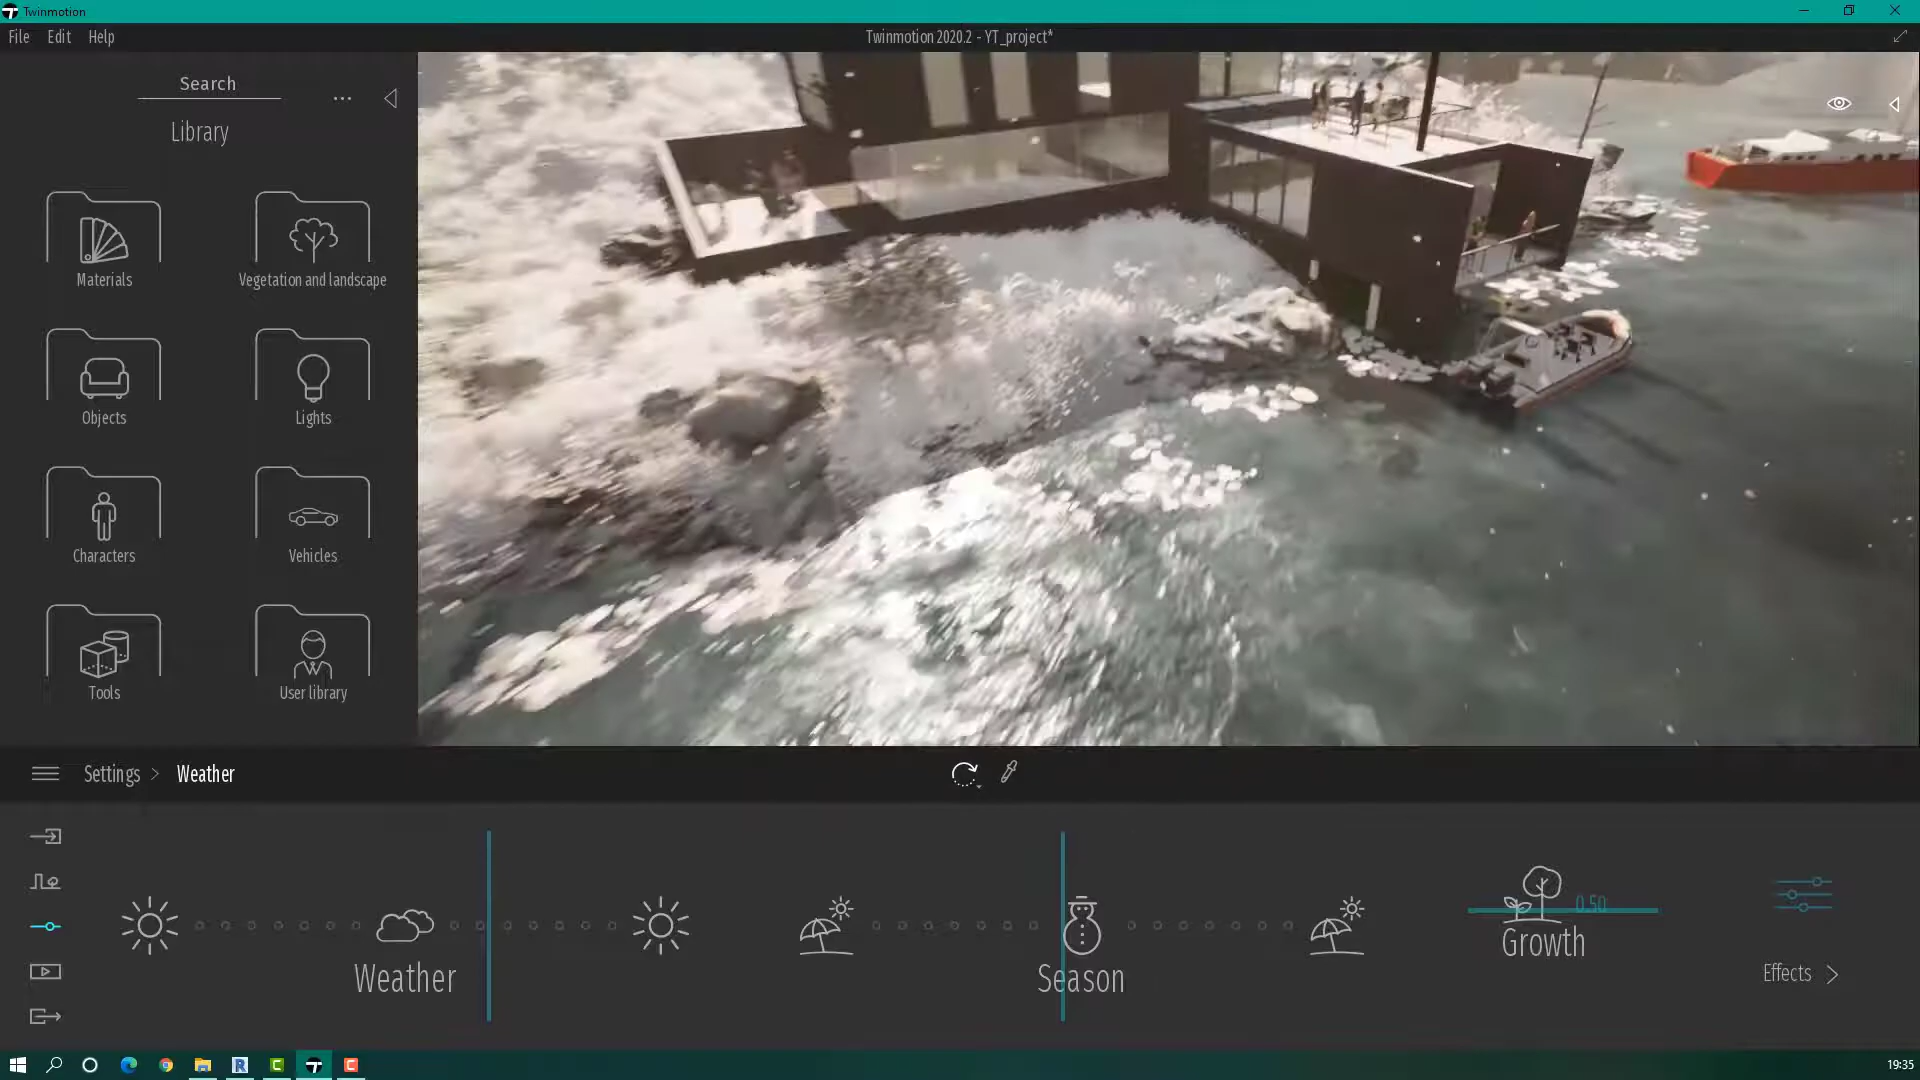 Twinmotion
File Edit Help
Twinmotion 2020.2 - YT_project*
Search
...
Library
Materials
Vegetation and landscape
Objects
Lights
Characters
Vehicles
Tools
User library
Settings > Weather
0.50
Weather
Season
Growth
Effects
19:35